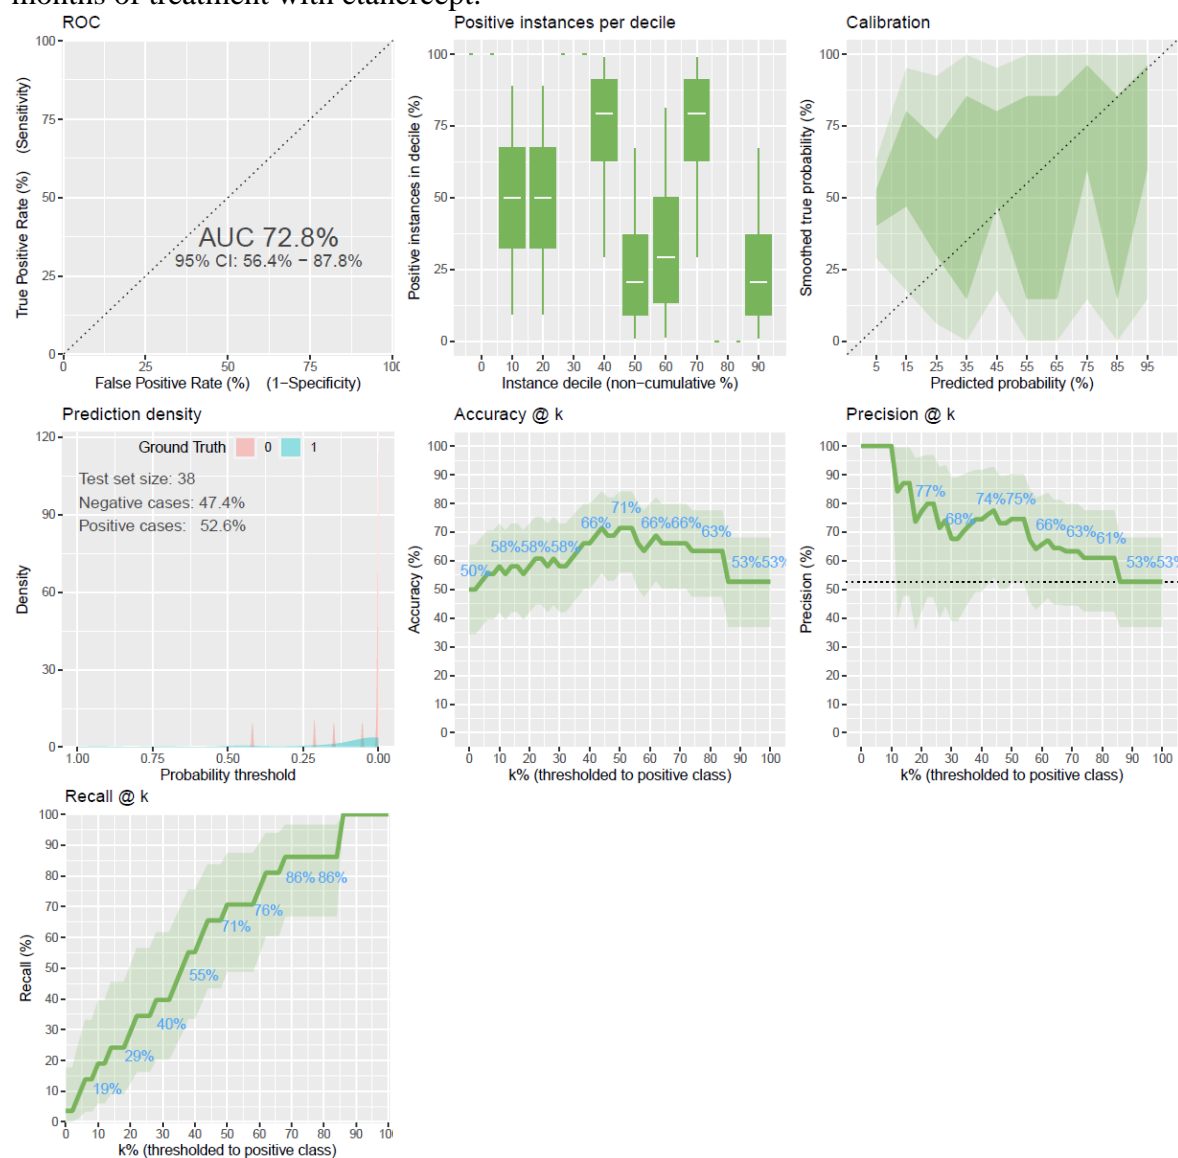 months of treatment with etanercept.
ROC
100
75
50
25
0
True Positive Rate (%) (Sensitivity)
AUC 72.8%
95% CI: 56.4% − 87.8%
0 25 50 75 100
False Positive Rate (%) (1−Specificity)
Positive instances per decile
100
75
50
25
0
Positive instances in decile (%)
0 10 20 30 40 50 60 70 80 90
Instance decile (non-cumulative %)
Calibration
100
75
50
25
0
Smoothed true probability (%)
5 15 25 35 45 55 65 75 85 95
Predicted probability (%)
Prediction density
120
90
60
30
0
Density
Ground Truth 0 1
Test set size: 38
Negative cases: 47.4%
Positive cases: 52.6%
1.00 0.75 0.50 0.25 0.00
Probability threshold
Accuracy @ k
100
90
80
70
60
50
40
30
20
10
0
Accuracy (%)
50% 58% 58% 58% 66% 71% 66% 66% 63% 53% 53%
0 10 20 30 40 50 60 70 80 90 100
k% (thresholded to positive class)
Precision @ k
100
90
80
70
60
50
40
30
20
10
0
Precision (%)
77% 68% 74% 75% 66% 63% 61% 53% 53%
0 10 20 30 40 50 60 70 80 90 100
k% (thresholded to positive class)
Recall @ k
100
90
80
70
60
50
40
30
20
10
0
Recall (%)
19% 29% 40% 55% 71% 76% 86% 86%
0 10 20 30 40 50 60 70 80 90 10
k% (thresholded to positive class)